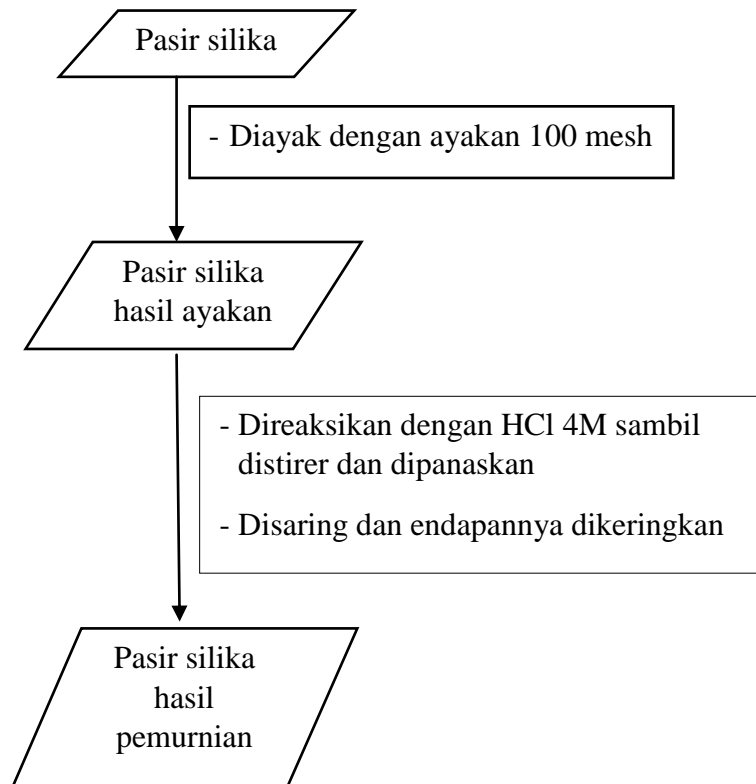 Pasir silika
- Diayak dengan ayakan 100 mesh
Pasir silika
hasil ayakan
- Direaksikan dengan HCl 4M sambil
distirer dan dipanaskan
- Disaring dan endapannya dikeringkan
Pasir silika
hasil
pemurnian